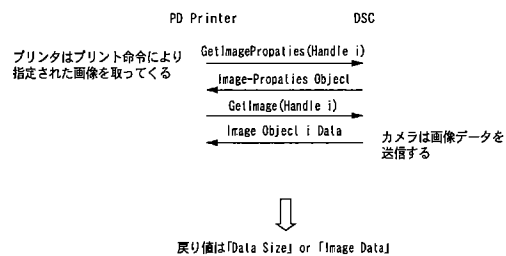 PD Printer DSC
GetImagePropaties(Handle i)
プリンタはプリント命令により
指定された画像を取ってくる
Image-Propaties Object
GetImage(Handle i)
Image Object i Data
カメラは画像データを
送信する
戻り値は「Data Size」 or 「Image Data」